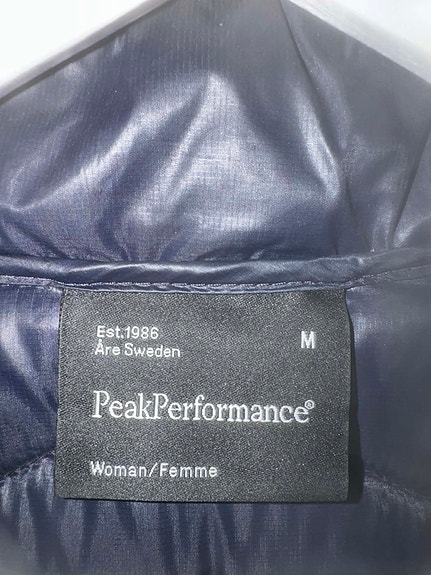 Est.1986
Åre Sweden
M
PeakPerformance®
Woman/Femme